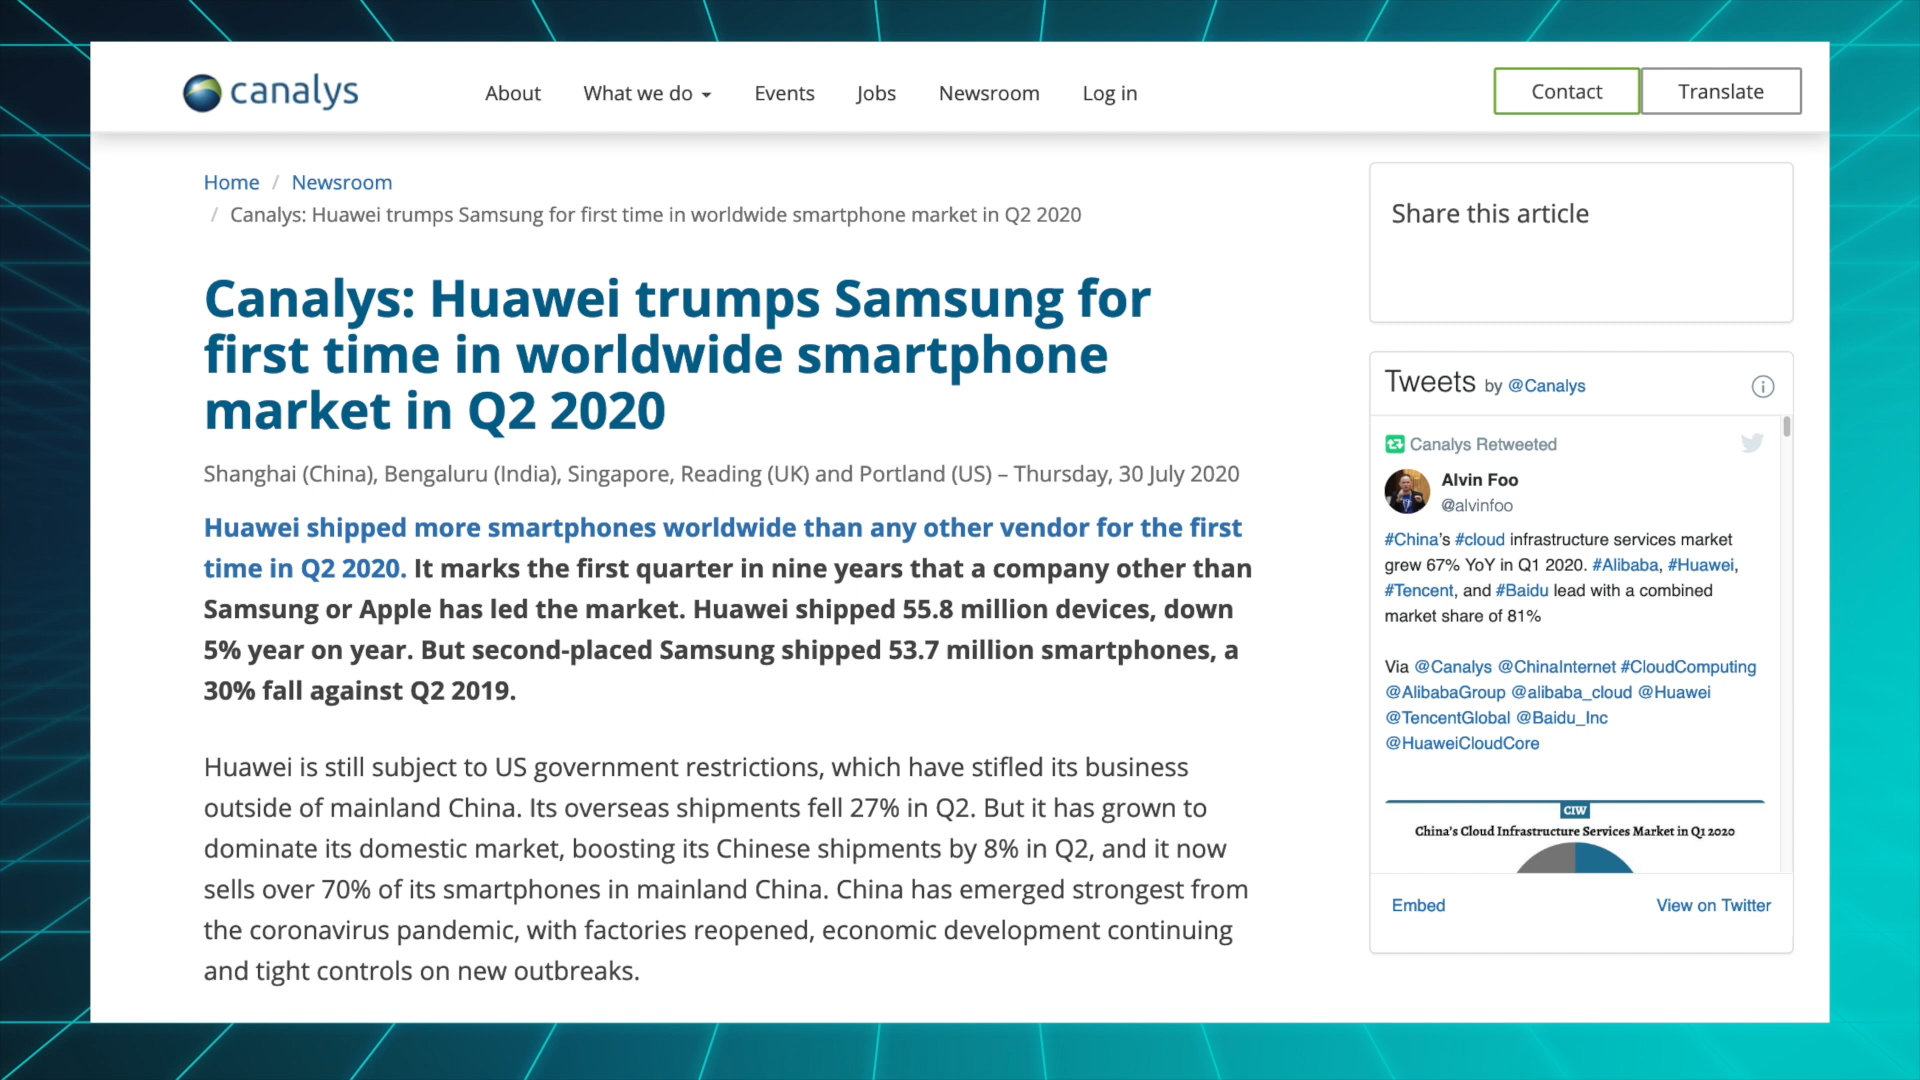 canalys
About
What we do
Events
Jobs
Newsroom
Log in
Contact
Translate
Home / Newsroom
/ Canalys: Huawei trumps Samsung for first time in worldwide smartphone market in Q2 2020
Canalys: Huawei trumps Samsung for
first time in worldwide smartphone
market in Q2 2020
Shanghai (China), Bengaluru (India), Singapore, Reading (UK) and Portland (US) – Thursday, 30 July 2020
Huawei shipped more smartphones worldwide than any other vendor for the first
time in Q2 2020. It marks the first quarter in nine years that a company other than
Samsung or Apple has led the market. Huawei shipped 55.8 million devices, down
5% year on year. But second-placed Samsung shipped 53.7 million smartphones, a
30% fall against Q2 2019.
Huawei is still subject to US government restrictions, which have stifled its business
outside of mainland China. Its overseas shipments fell 27% in Q2. But it has grown to
dominate its domestic market, boosting its Chinese shipments by 8% in Q2, and it now
sells over 70% of its smartphones in mainland China. China has emerged strongest from
the coronavirus pandemic, with factories reopened, economic development continuing
and tight controls on new outbreaks.
Share this article
Tweets by @Canalys
Canalys Retweeted
Alvin Foo
@alvinfoo
#China's #cloud infrastructure services market
grew 67% YoY in Q1 2020. #Alibaba, #Huawei,
#Tencent, and #Baidu lead with a combined
market share of 81%
Via @Canalys @ChinaInternet #CloudComputing
@AlibabaGroup @alibaba_cloud @Huawei
@TencentGlobal @Baidu_Inc
@HuaweiCloudCore
CIW
China's Cloud Infrastructure Services Market in Q1 2020
Embed
View on Twitter